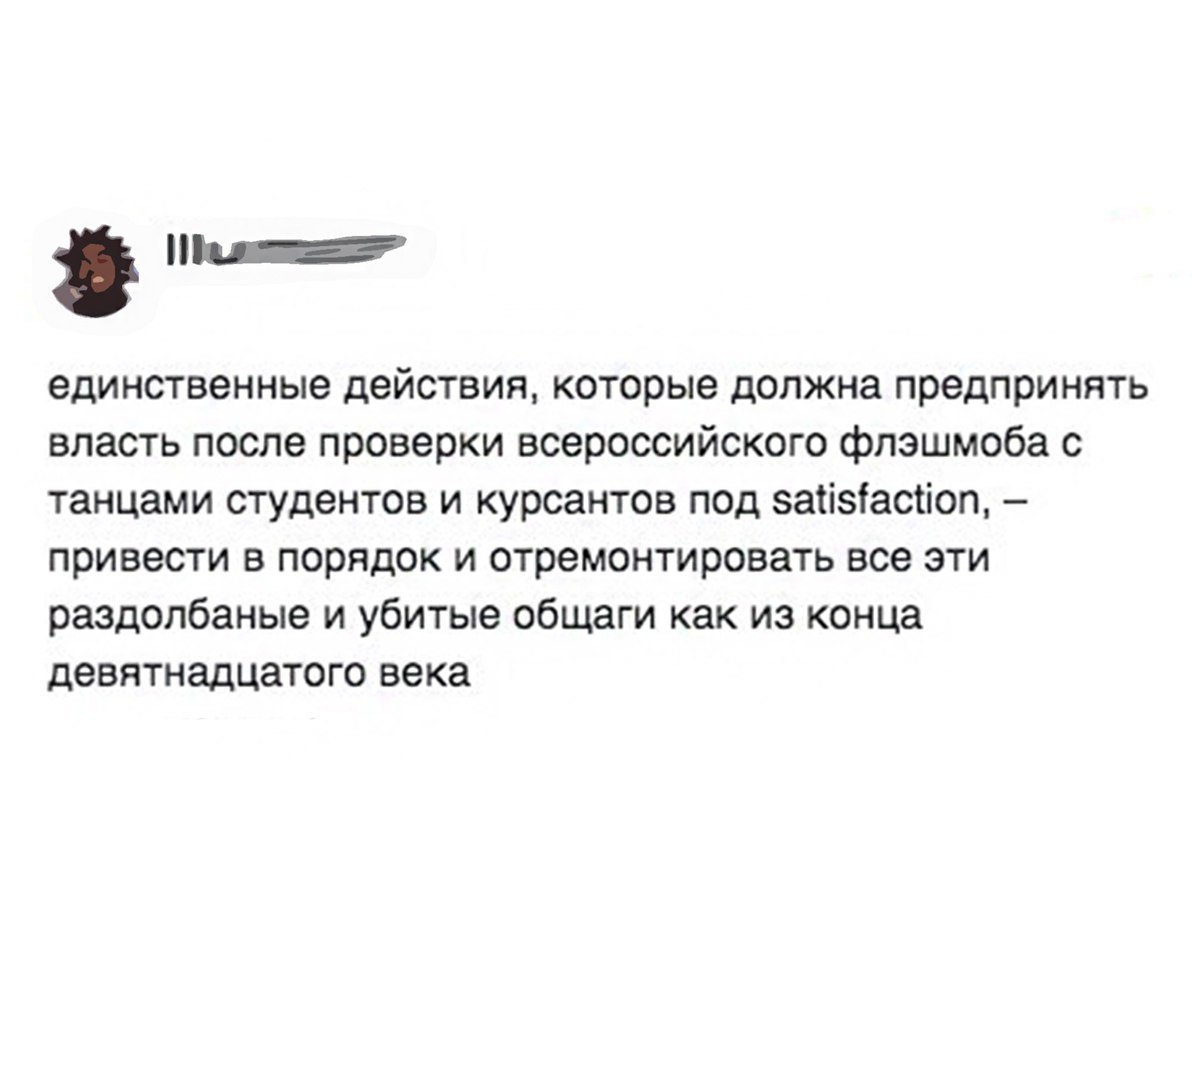 единственные действия, которые должна предпринять
власть после проверки всероссийского флэшмоба с
танцами студентов и курсантов под satisfaction, –
привести в порядок и отремонтировать все эти
раздолбаные и убитые общаги как из конца
девятнадцатого века